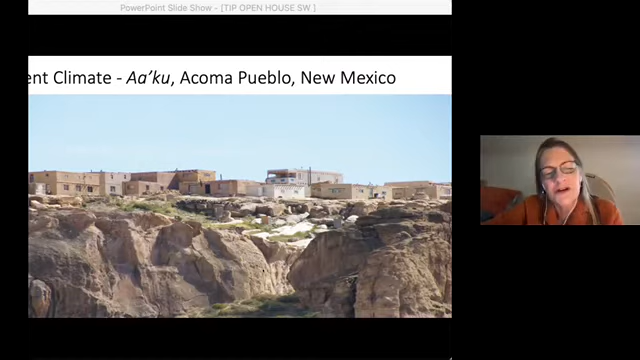 PowerPoint Slide Show - [TIP OPEN HOUSE SW ]
ent Climate - Aa’ku, Acoma Pueblo, New Mexico